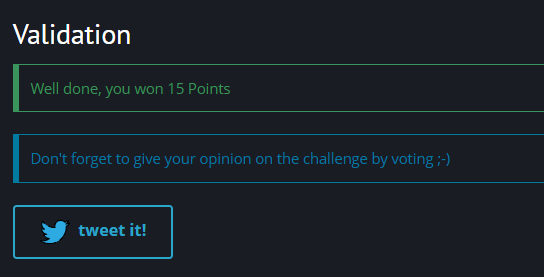 Validation
Well done, you won 15 Points
Don't forget to give your opinion on the challenge by voting ;-)
tweet it!